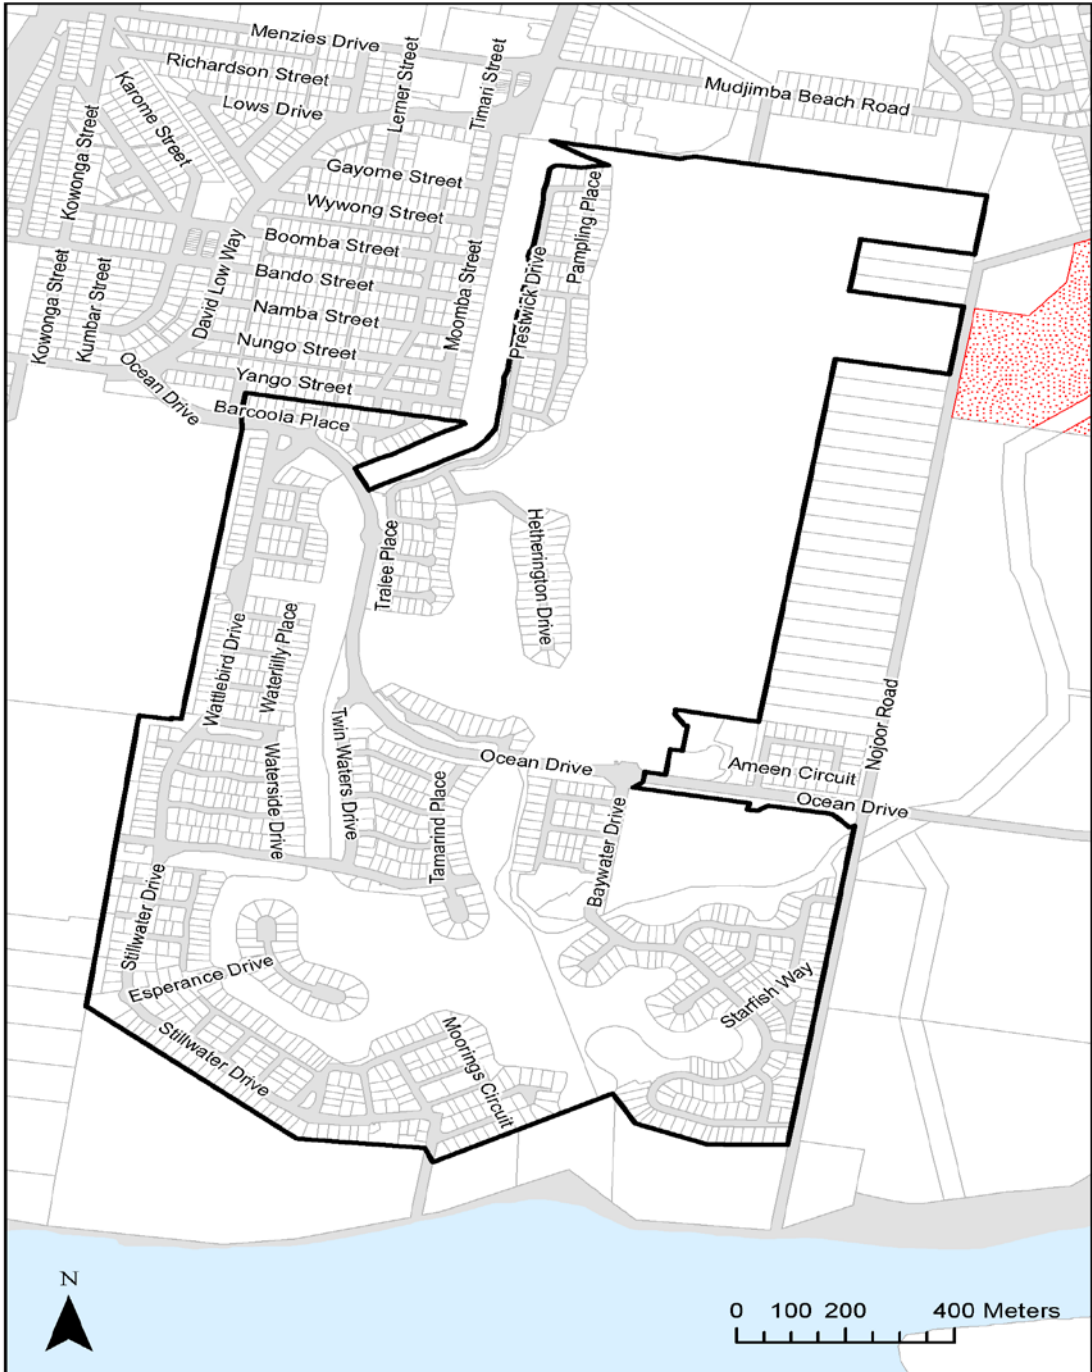 Menzies Drive
Richardson Street
Lerner Street
Timari Street
Mudjimba Beach Road
Karome Street
Lows Drive
Kowonga Street
Gayome Street
Wywong Street
Pampling Place
Boomba Street
David Low Way
Bando Street
Moomba Street
Prestwick Drive
Kowonga Street
Kumbar Street
Namba Street
Nungo Street
Ocean Drive
Yango Street
Barcoola Place
Tralee Place
Hetherington Drive
Wattlebird Drive
Waterlilly Place
Nojoor Road
Twin Waters Drive
Waterside Drive
Ocean Drive
Ameen Circuit
Ocean Drive
Tamarind Place
Baywater Drive
Stillwater Drive
Esperance Drive
Starfish Way
Stillwater Drive
Moorings Circuit
N
0 100 200 400 Meters